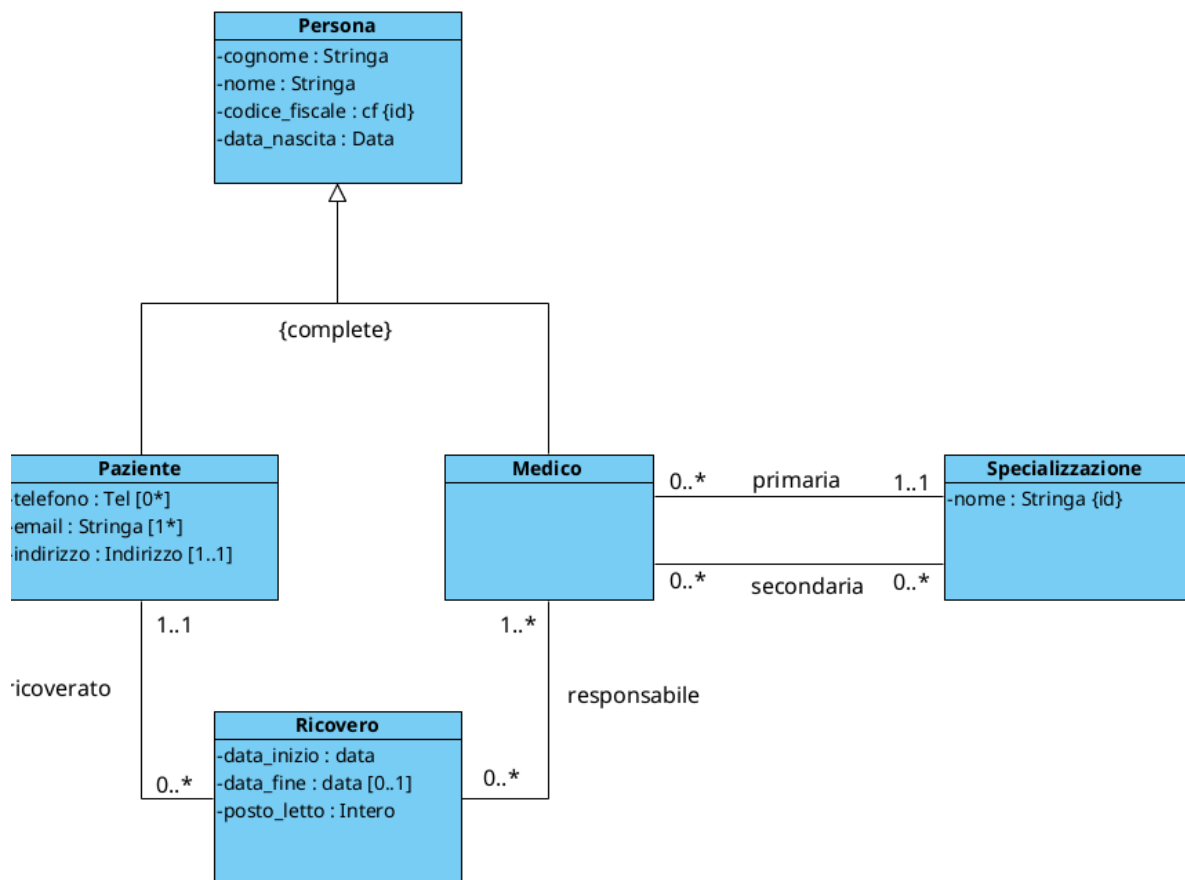 Persona
-cognome : Stringa
-nome : Stringa
-codice_fiscale : cf {id}
-data_nascita : Data
{complete}
Paziente
-telefono : Tel [0*]
-email : Stringa [1*]
-indirizzo : Indirizzo [1..1]
Medico
0..* primaria 1..1
0..* secondaria 0..*
Specializzazione
-nome : Stringa {id}
1..1
1..*
ricoverato
responsabile
Ricovero
-data_inizio : data
-data_fine : data [0..1]
-posto_letto : Intero
0..*
0..*